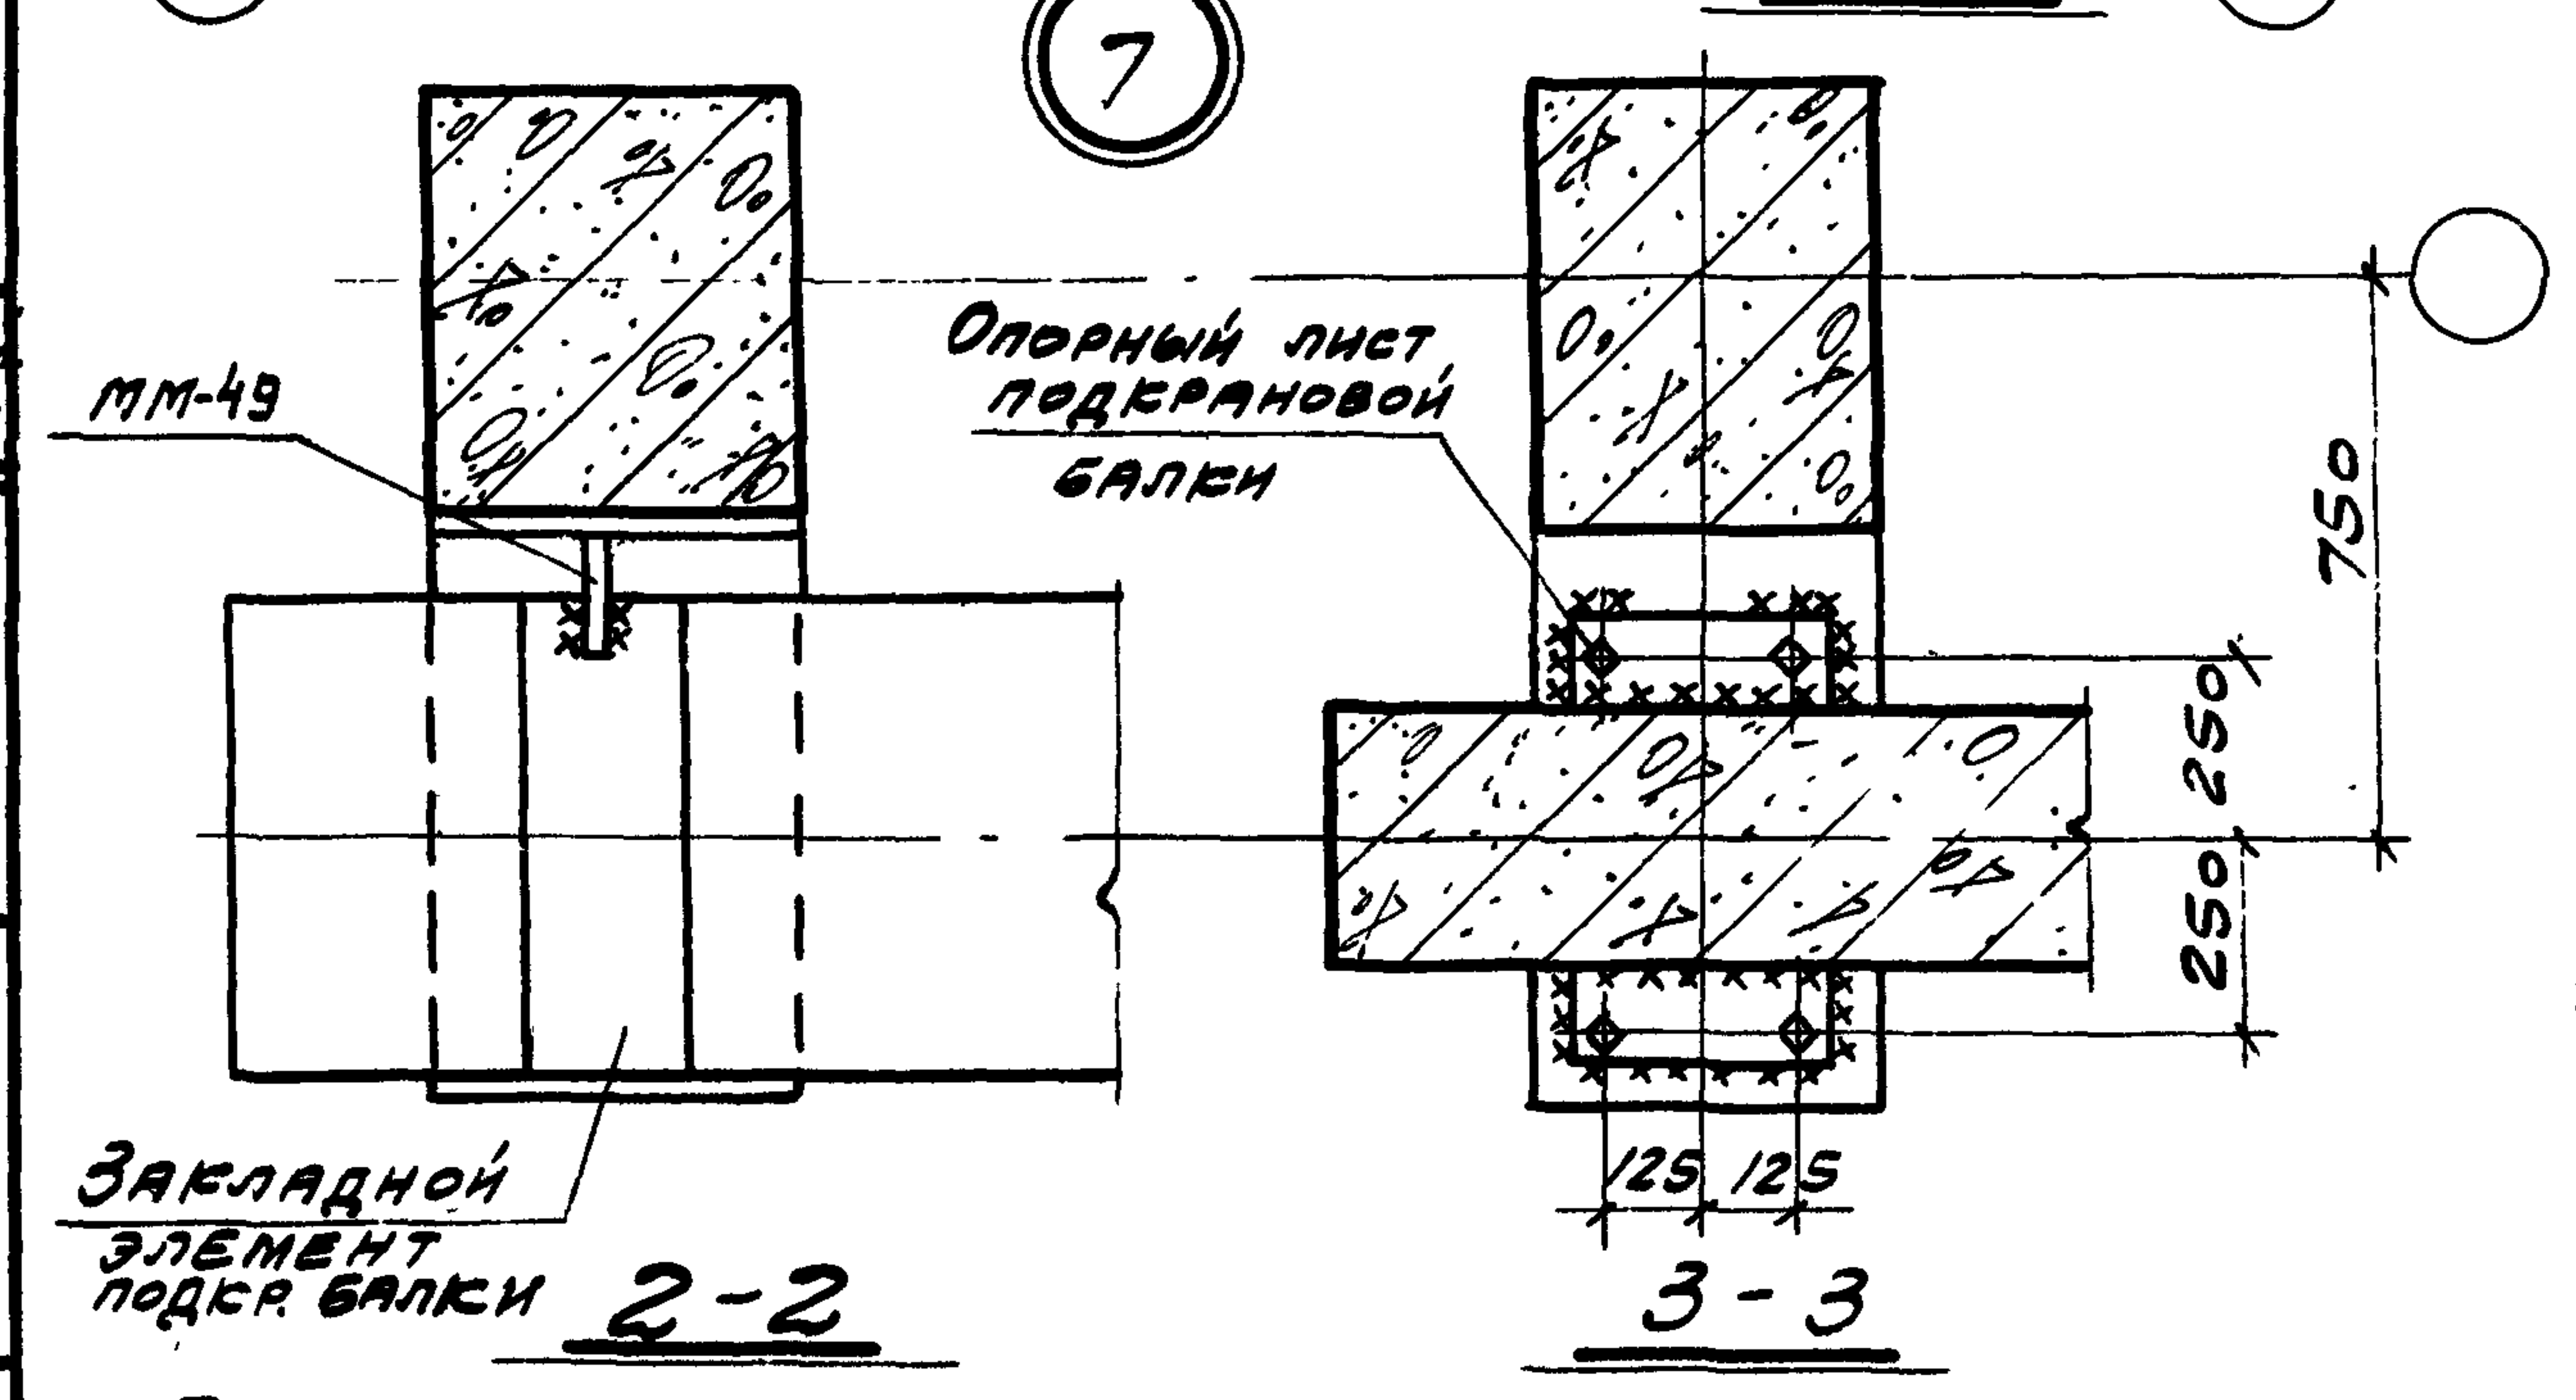 7
мм-49
Опорный лист
подкрановой
балки
750
250
250
125 125
Закладной
элемент
подкр. балки
2-2
3-3